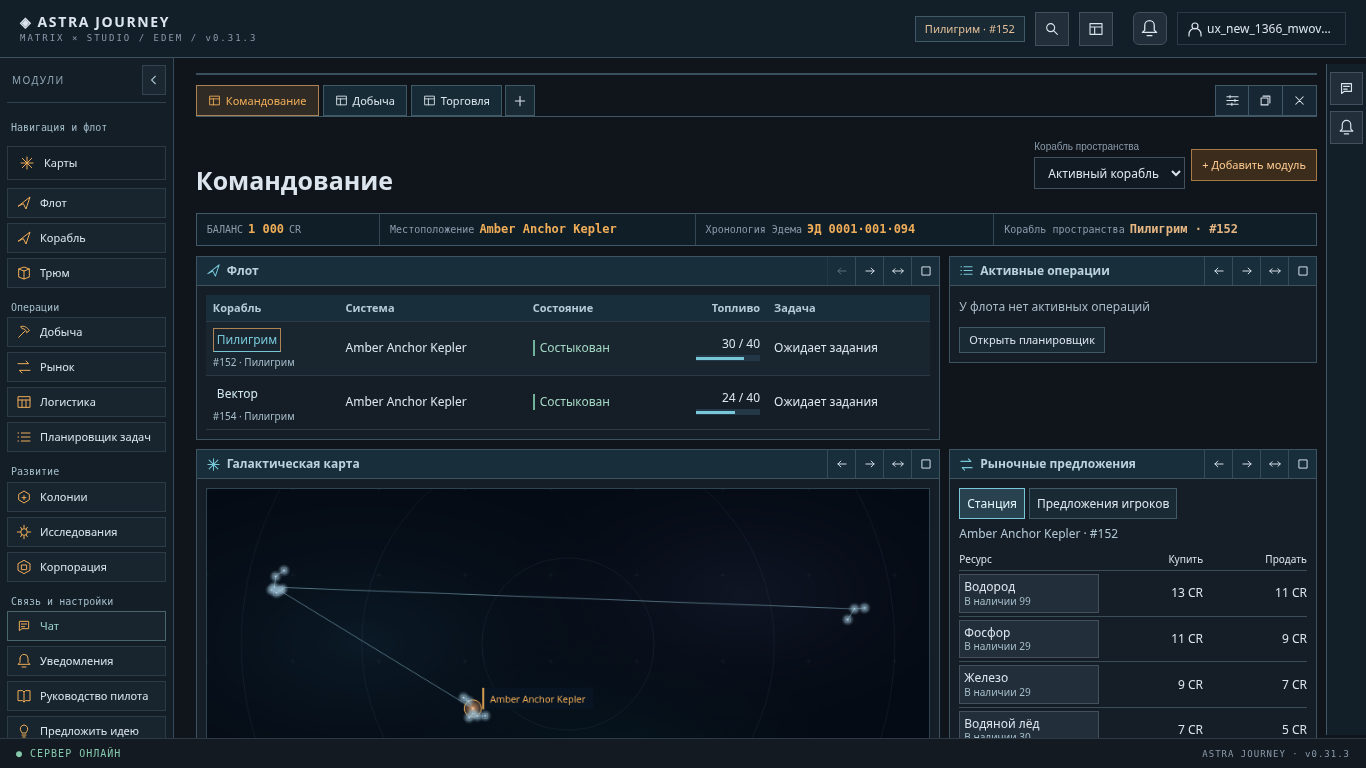 ◈ ASTRA JOURNEY
MATRIX × STUDIO / EDEM / v0.31.3
Пилигрим · #152
ux_new_1366_mwov...
МОДУЛИ
Навигация и флот
Карты
Флот
Корабль
Трюм
Операции
Добыча
Рынок
Логистика
Планировщик задач
Развитие
Колонии
Исследования
Корпорация
Связь и настройки
Чат
Уведомления
Руководство пилота
Предложить идею
Командование
Добыча
Торговля
Командование
Корабль пространства
Активный корабль
+ Добавить модуль
БАЛАНС 1 000 CR
Местоположение Amber Anchor Kepler
Хронология Эдема ЭД 0001·001·094
Корабль пространства Пилигрим · #152
Флот
Корабль Система Состояние Топливо Задача
Пилигрим
#152 · Пилигрим
Amber Anchor Kepler
Состыкован
30 / 40
Ожидает задания
Вектор
#154 · Пилигрим
Amber Anchor Kepler
Состыкован
24 / 40
Ожидает задания
Активные операции
У флота нет активных операций
Открыть планировщик
Галактическая карта
Amber Anchor Kepler
Рыночные предложения
Станция
Предложения игроков
Amber Anchor Kepler · #152
Ресурс Купить Продать
Водород
В наличии 99
13 CR 11 CR
Фосфор
В наличии 29
11 CR 9 CR
Железо
В наличии 29
9 CR 7 CR
Водяной лёд
В наличии 30
7 CR 5 CR
● СЕРВЕР ОНЛАЙН
ASTRA JOURNEY · v0.31.3